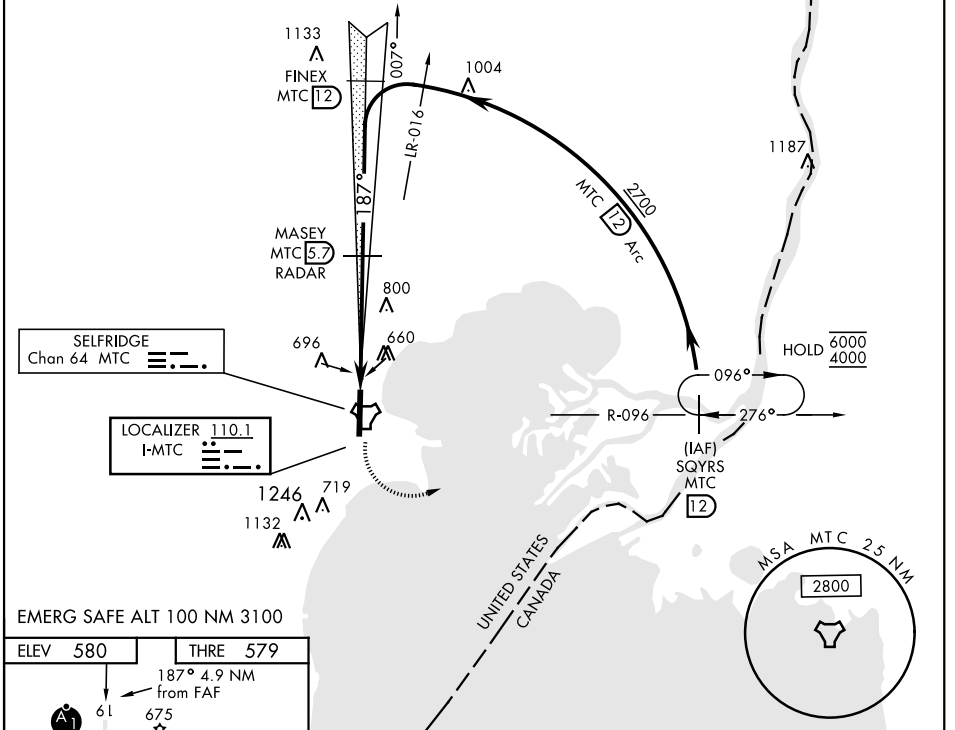 1133
FINEX
MTC 12
007°
LR-016
1004
1187
187°
MTC 12 Arc
2700
MASEY
MTC 5.7
RADAR
800
696
660
SELFRIDGE
Chan 64 MTC
HOLD 6000
4000
096°
R-096
276°
(IAF)
SQYRS
MTC
12
LOCALIZER 110.1
I-MTC
1246
719
1132
UNITED STATES
CANADA
MSA MTC 25 NM
2800
EMERG SAFE ALT 100 NM 3100
ELEV 580
THRE 579
187° 4.9 NM
from FAF
A1
675